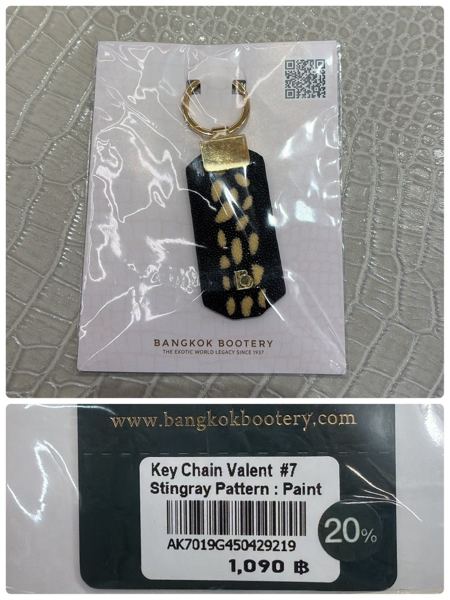 B
BANGKOK BOOTERY
THE EXOTIC WORLD LEGACY SINCE 1937
www.bangkokbootery.com
Key Chain Valent #7
Stingray Pattern : Paint
AK7019G450429219
20%
1,090 ฿